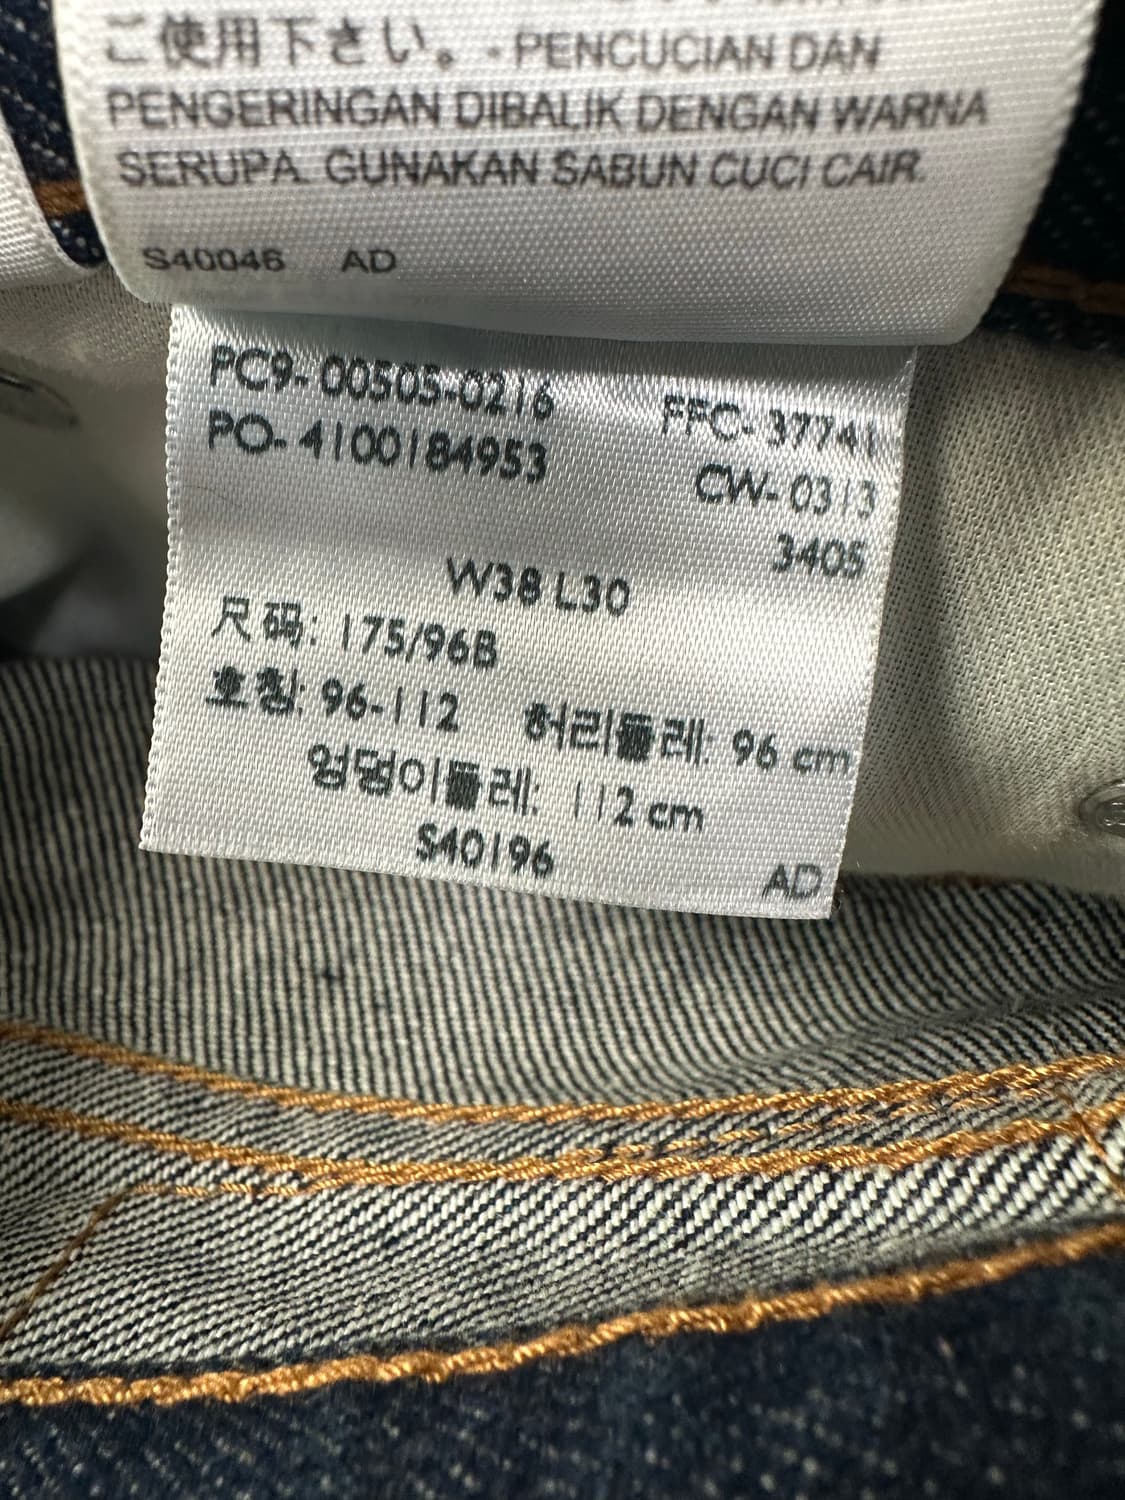 ご使用下さい。 - PENCUCIAN DAN
PENGERINGAN DIBALIK DENGAN WARNA
SERUPA. GUNAKAN SABUN CUCI CAIR.
S40046 AD
PC9-00505-0216 FFC-37741
PO-4100184953 CW-0313
3405
W38 L30
尺码: 175/96B
호칭: 96-112 허리둘레: 96 cm
엉덩이둘레: 112 cm
S40196 AD